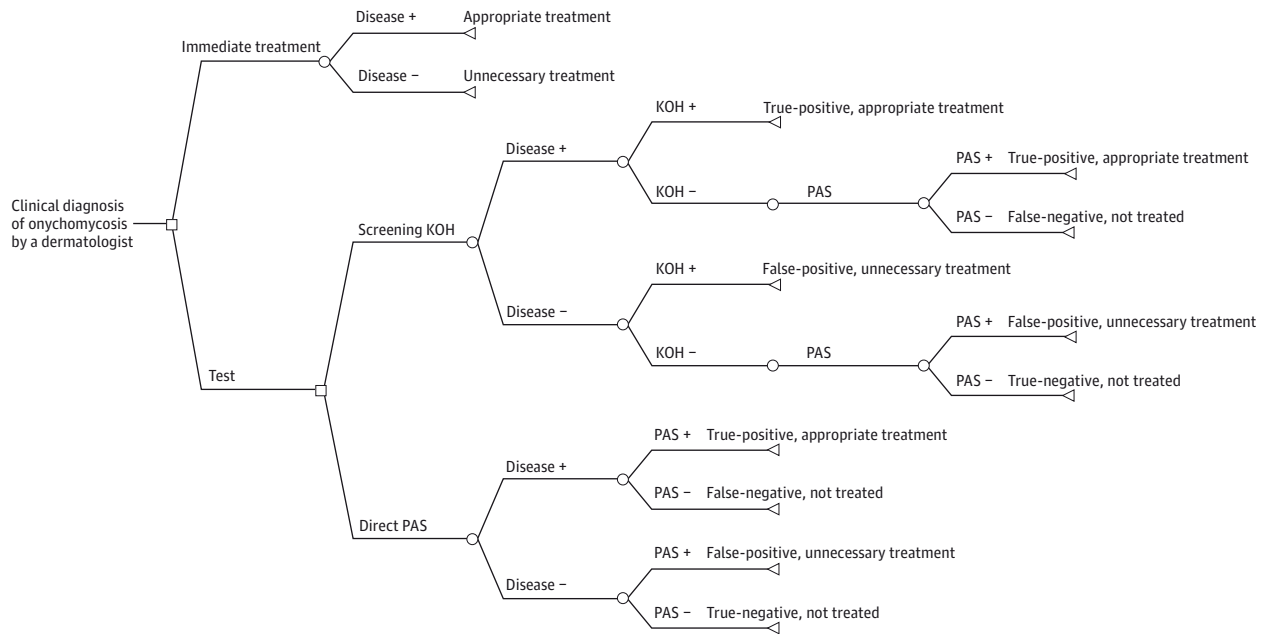 Disease + Appropriate treatment
Immediate treatment
Disease − Unnecessary treatment
KOH + True-positive, appropriate treatment
Disease +
PAS + True-positive, appropriate treatment
KOH − PAS
PAS − False-negative, not treated
Clinical diagnosis
of onychomycosis
by a dermatologist
Screening KOH
KOH + False-positive, unnecessary treatment
Disease −
PAS + False-positive, unnecessary treatment
KOH − PAS
PAS − True-negative, not treated
Test
PAS + True-positive, appropriate treatment
Disease +
PAS − False-negative, not treated
Direct PAS
PAS + False-positive, unnecessary treatment
Disease −
PAS − True-negative, not treated